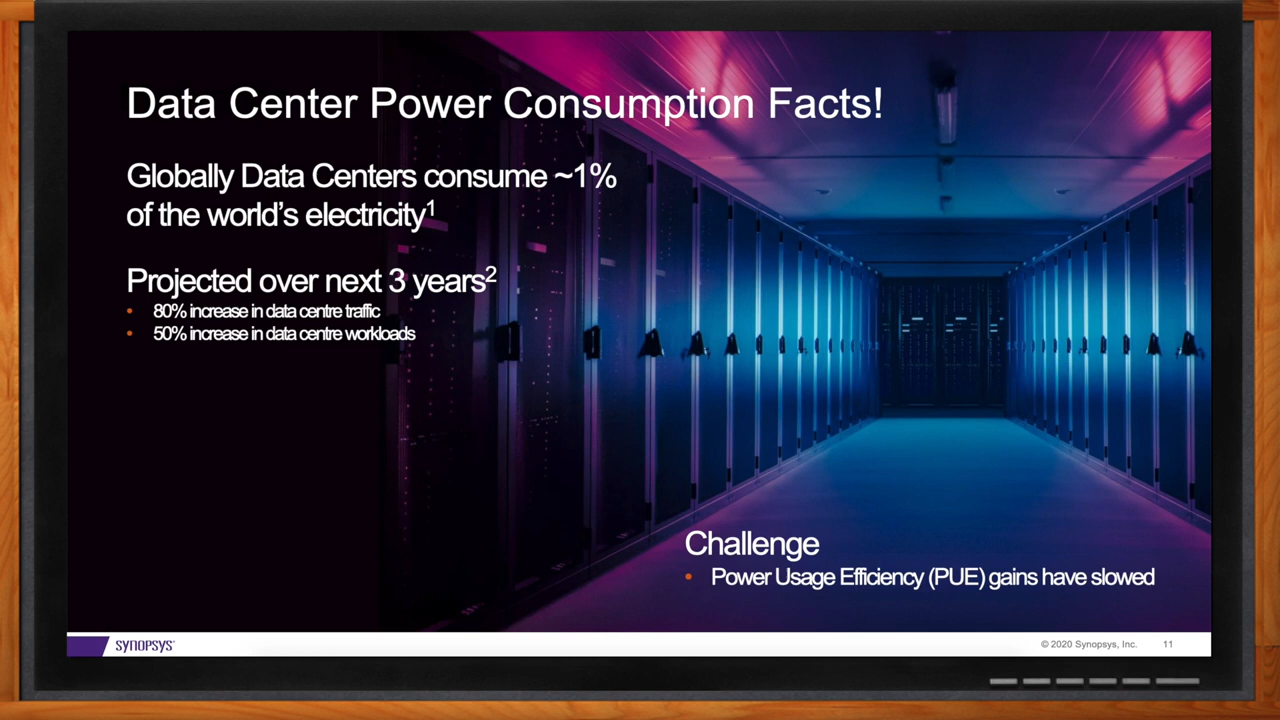 Data Center Power Consumption Facts!
Globally Data Centers consume ~1%
of the world's electricity1
Projected over next 3 years2
• 80% increase in data centre traffic
• 50% increase in data centre workloads
Challenge
• Power Usage Efficiency (PUE) gains have slowed
SYNOPSYS®
© 2020 Synopsys, Inc. 11